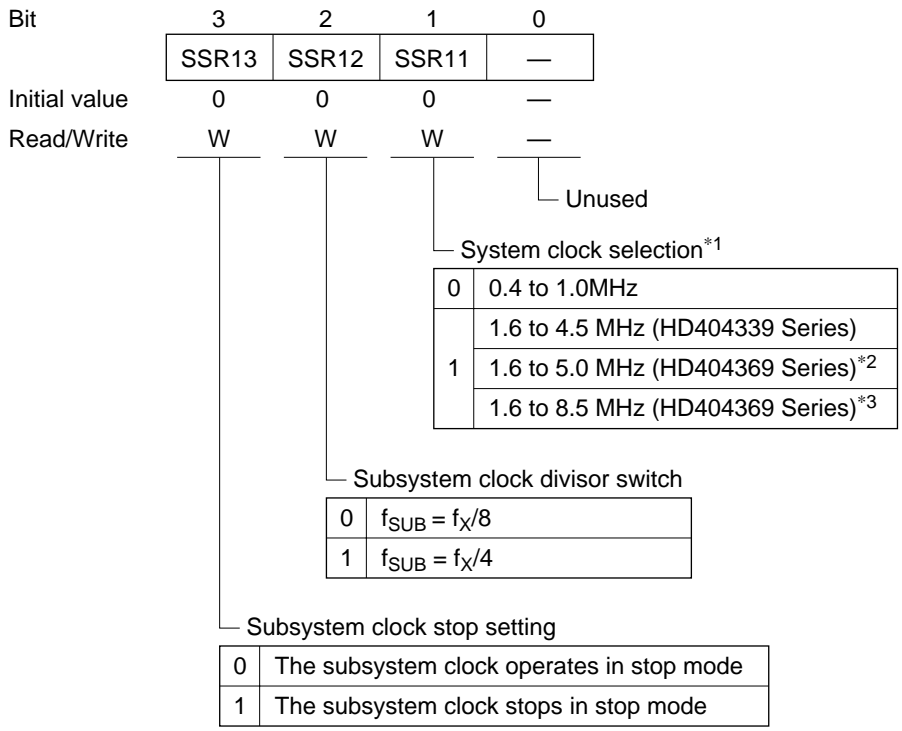 Bit 3 2 1 0
SSR13 SSR12 SSR11 —
Initial value 0 0 0 —
Read/Write W W W —
Unused
System clock selection*1
0 0.4 to 1.0MHz
1.6 to 4.5 MHz (HD404339 Series)
1 1.6 to 5.0 MHz (HD404369 Series)*2
1.6 to 8.5 MHz (HD404369 Series)*3
Subsystem clock divisor switch
0 fSUB = fX/8
1 fSUB = fX/4
Subsystem clock stop setting
0 The subsystem clock operates in stop mode
1 The subsystem clock stops in stop mode